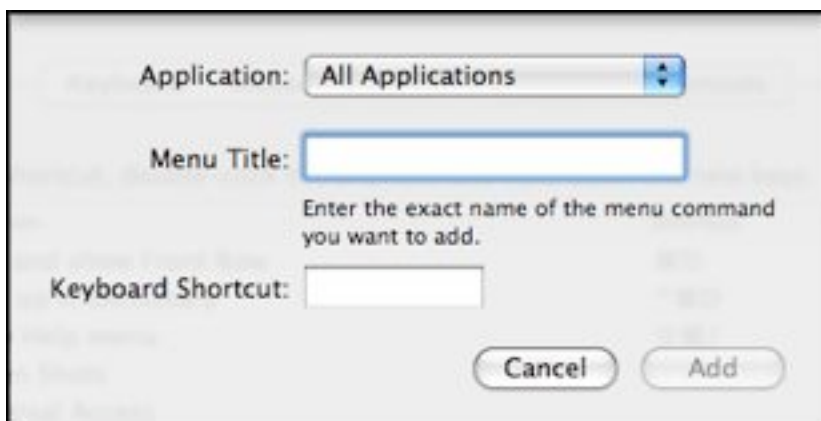 Application: All Applications
Menu Title:
Enter the exact name of the menu command
you want to add.
Keyboard Shortcut:
Cancel Add